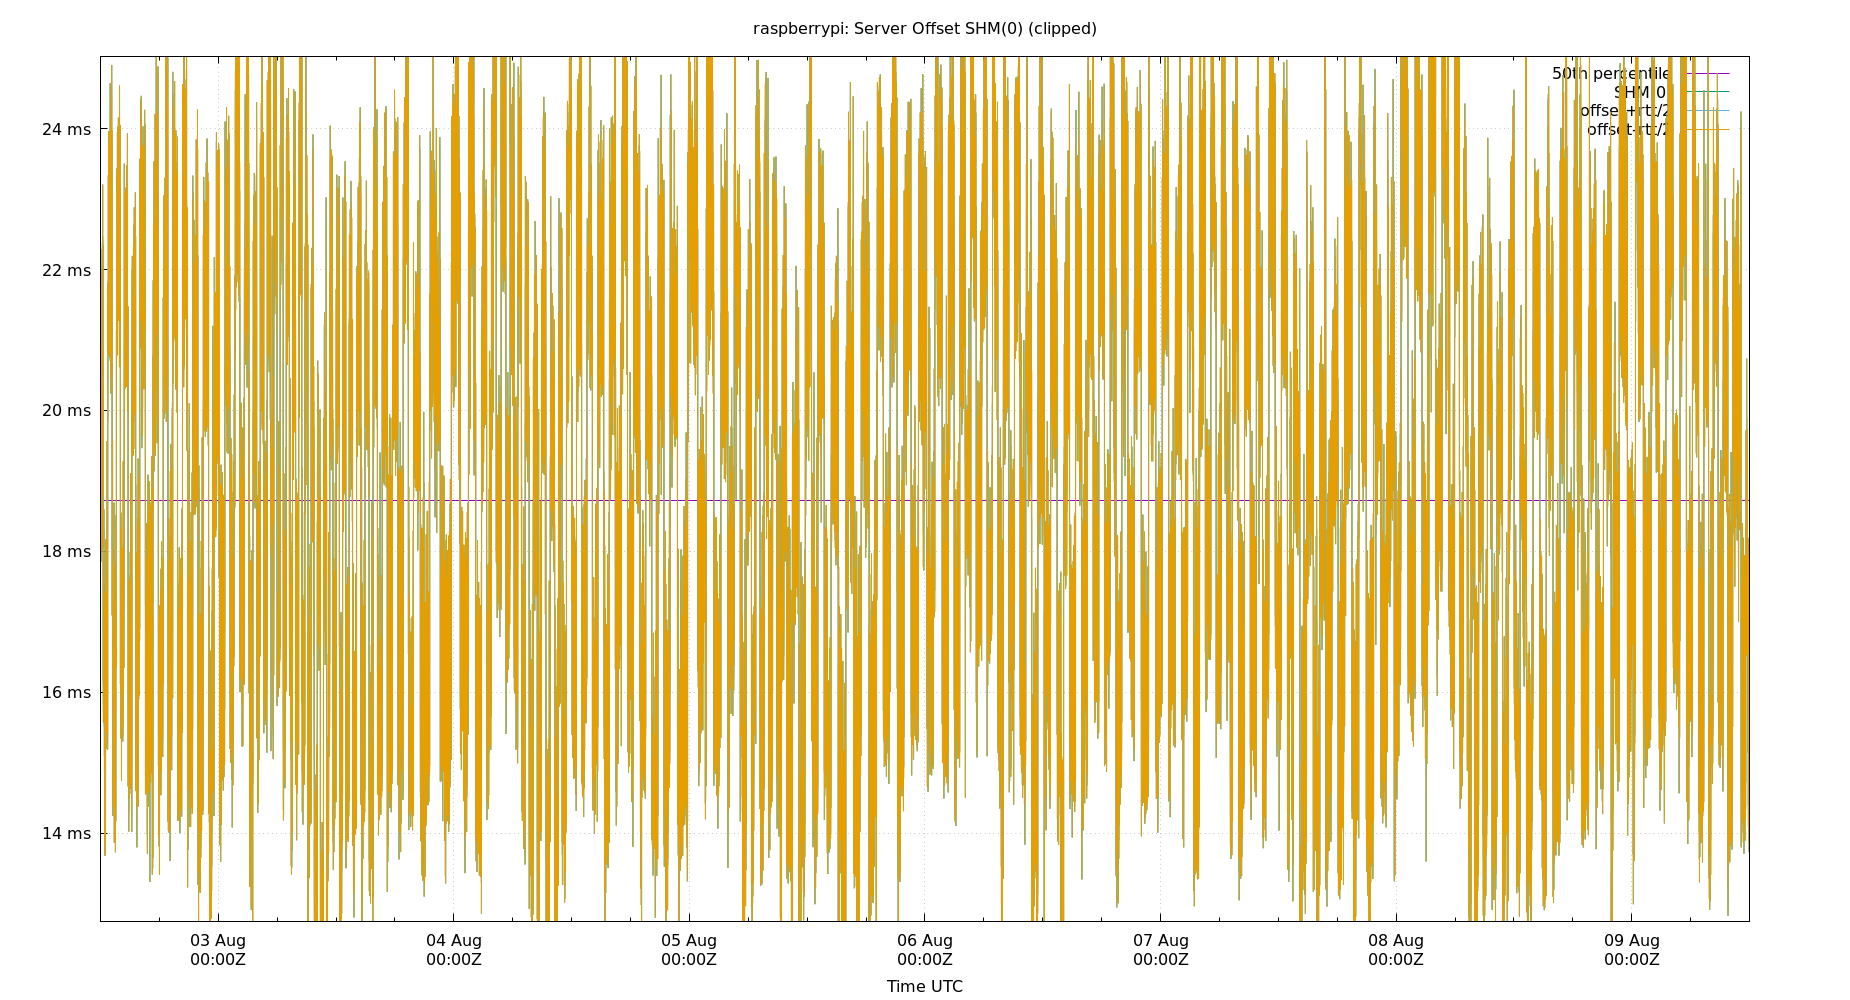 raspberrypi: Server Offset SHM(0) (clipped)
50th percentile
SHM(0)
offset+rtt/2
offset-rtt/2
24 ms
22 ms
20 ms
18 ms
16 ms
14 ms
03 Aug
00:00Z
04 Aug
00:00Z
05 Aug
00:00Z
06 Aug
00:00Z
07 Aug
00:00Z
08 Aug
00:00Z
09 Aug
00:00Z
Time UTC